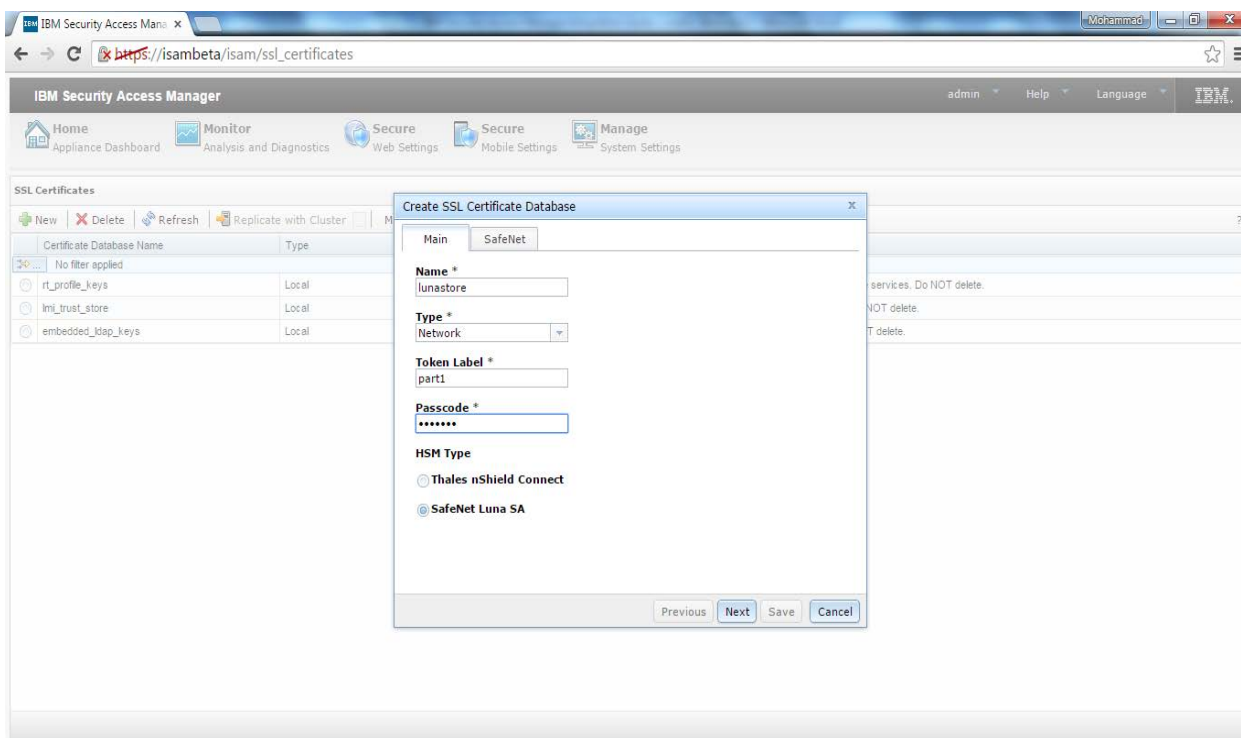 IBM Security Access Mana
Mohammad
https://isambeta/isam/ssl_certificates
IBM Security Access Manager
admin
Help
Language
IBM.
Home
Appliance Dashboard
Monitor
Analysis and Diagnostics
Secure
Web Settings
Secure
Mobile Settings
Manage
System Settings
SSL Certificates
New
Delete
Refresh
Replicate with Cluster
M
Certificate Database Name
Type
No filter applied
rt_profile_keys
Local
services. Do NOT delete.
lmi_trust_store
Local
NOT delete.
embedded_ldap_keys
Local
T delete.
Create SSL Certificate Database
x
Main
SafeNet
Name *
lunastore
Type *
Network
Token Label *
part1
Passcode *
•••••••
HSM Type
Thales nShield Connect
SafeNet Luna SA
Previous
Next
Save
Cancel